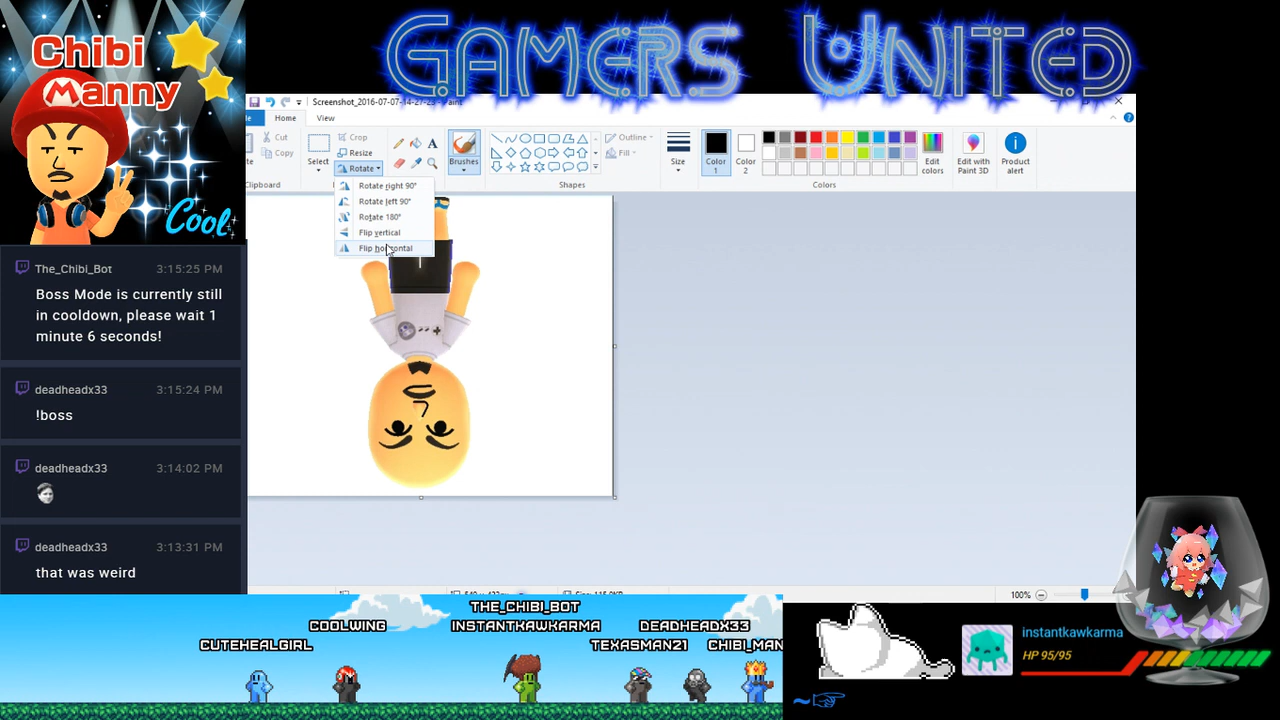 Gamers United
Chibi
Manny
Cool
Screenshot_2016-07-07-14-27-23 - Paint
Home
View
Cut
Copy
Select
Crop
Resize
Rotate
Brushes
Outline
Fill
Size
Color
1
Color
2
Edit
colors
Edit with
Paint 3D
Product
alert
Clipboard
Shapes
Colors
Rotate right 90°
Rotate left 90°
Rotate 180°
Flip vertical
Flip horizontal
The_Chibi_Bot 3:15:25 PM
Boss Mode is currently still
in cooldown, please wait 1
minute 6 seconds!
deadheadx33 3:15:24 PM
!boss
deadheadx33 3:14:02 PM
deadheadx33 3:13:31 PM
that was weird
100%
THE_CHIBI_BOT
COOLWING
INSTANTKAWKARMA
DEADHEADX33
CUTEHEALGIRL
TEXASMAN21
CHIBI_MAN
instantkawkarma
HP 95/95